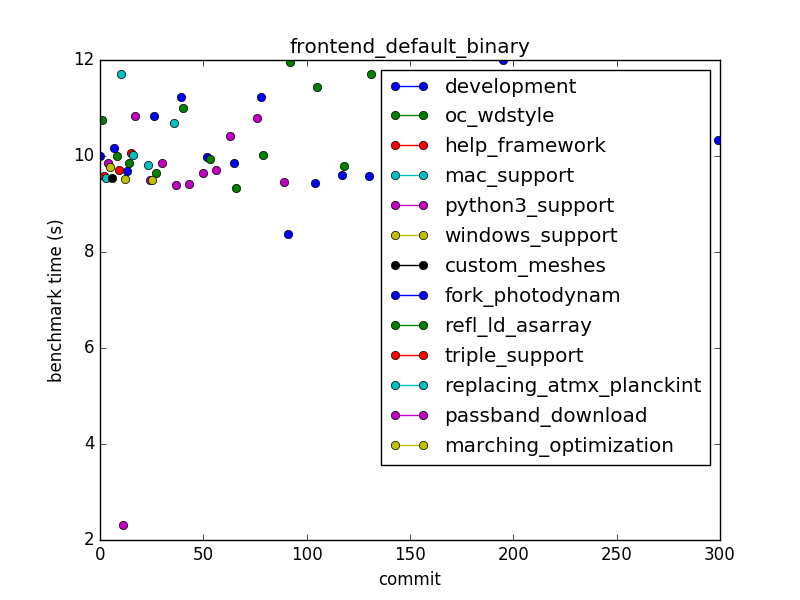 frontend_default_binary
12
10
8
6
4
2
benchmark time (s)
development
oc_wdstyle
help_framework
mac_support
python3_support
windows_support
custom_meshes
fork_photodynam
refl_ld_asarray
triple_support
replacing_atmx_planckint
passband_download
marching_optimization
0 50 100 150 200 250 300
commit